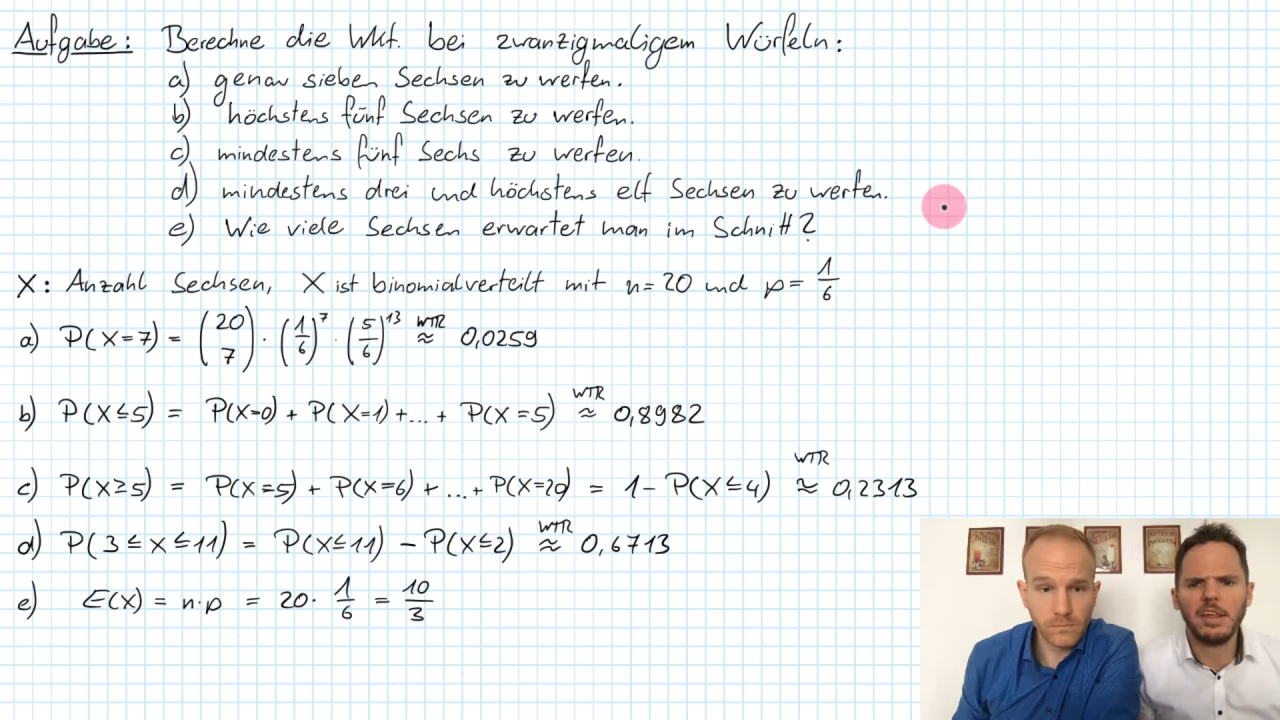 Aufgabe: Berechne die Wkt. bei zwanzigmaligem Würfeln:
a) genau sieben Sechsen zu werfen.
b) höchstens fünf Sechsen zu werfen.
c) mindestens fünf Sechs zu werfen.
d) mindestens drei und höchstens elf Sechsen zu werfen.
e) Wie viele Sechsen erwartet man im Schnitt?
X: Anzahl Sechsen, X ist binomialverteilt mit n=20 und p= 1/6
a) P(X=7) = (20 7) · (1/6)^7 · (5/6)^13 WTR ≈ 0,0259
b) P(X≤5) = P(X=0) + P(X=1) + ... + P(X=5) WTR ≈ 0,8982
c) P(X≥5) = P(X=5) + P(X=6) + ... + P(X=20) = 1 - P(X≤4) WTR ≈ 0,2313
d) P(3 ≤ X ≤ 11) = P(X≤11) - P(X≤2) WTR ≈ 0,6713
e) E(X) = n·p = 20 · 1/6 = 10/3